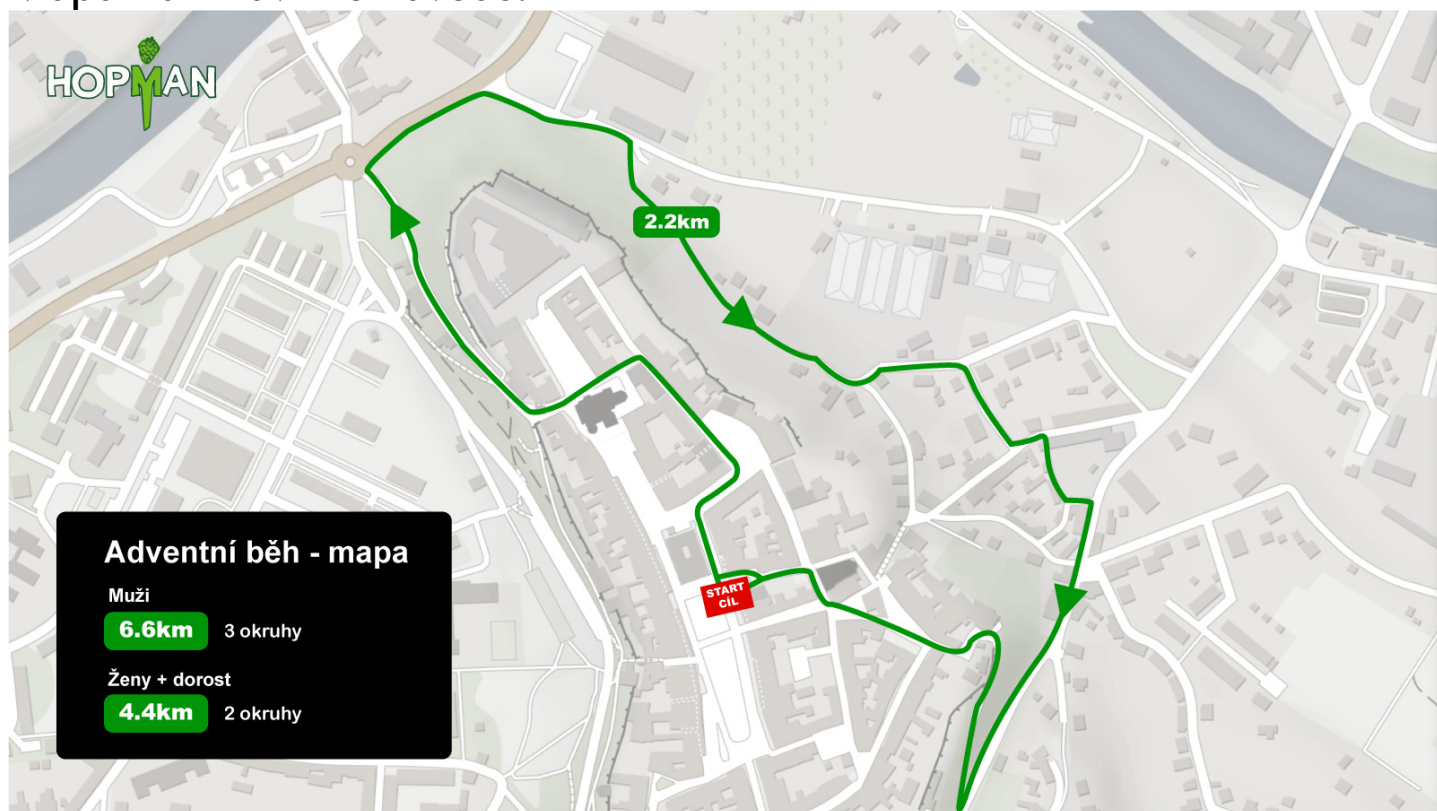 HOPMAN
2.2km
START
CÍL
Adventní běh - mapa
Muži
6.6km 3 okruhy
Ženy + dorost
4.4km 2 okruhy